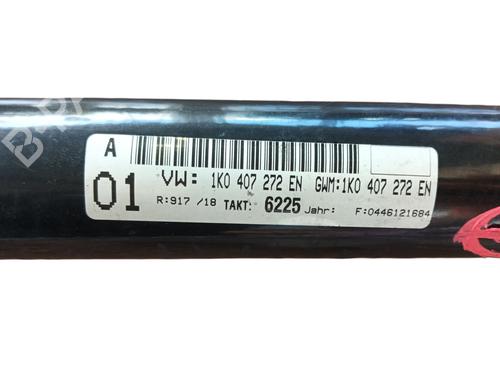 A
01
VW: 1K0 407 272 EN GWM:1K0 407 272 EN
R:917 /18 TAKT: 6225 Jahr: F:0446121684